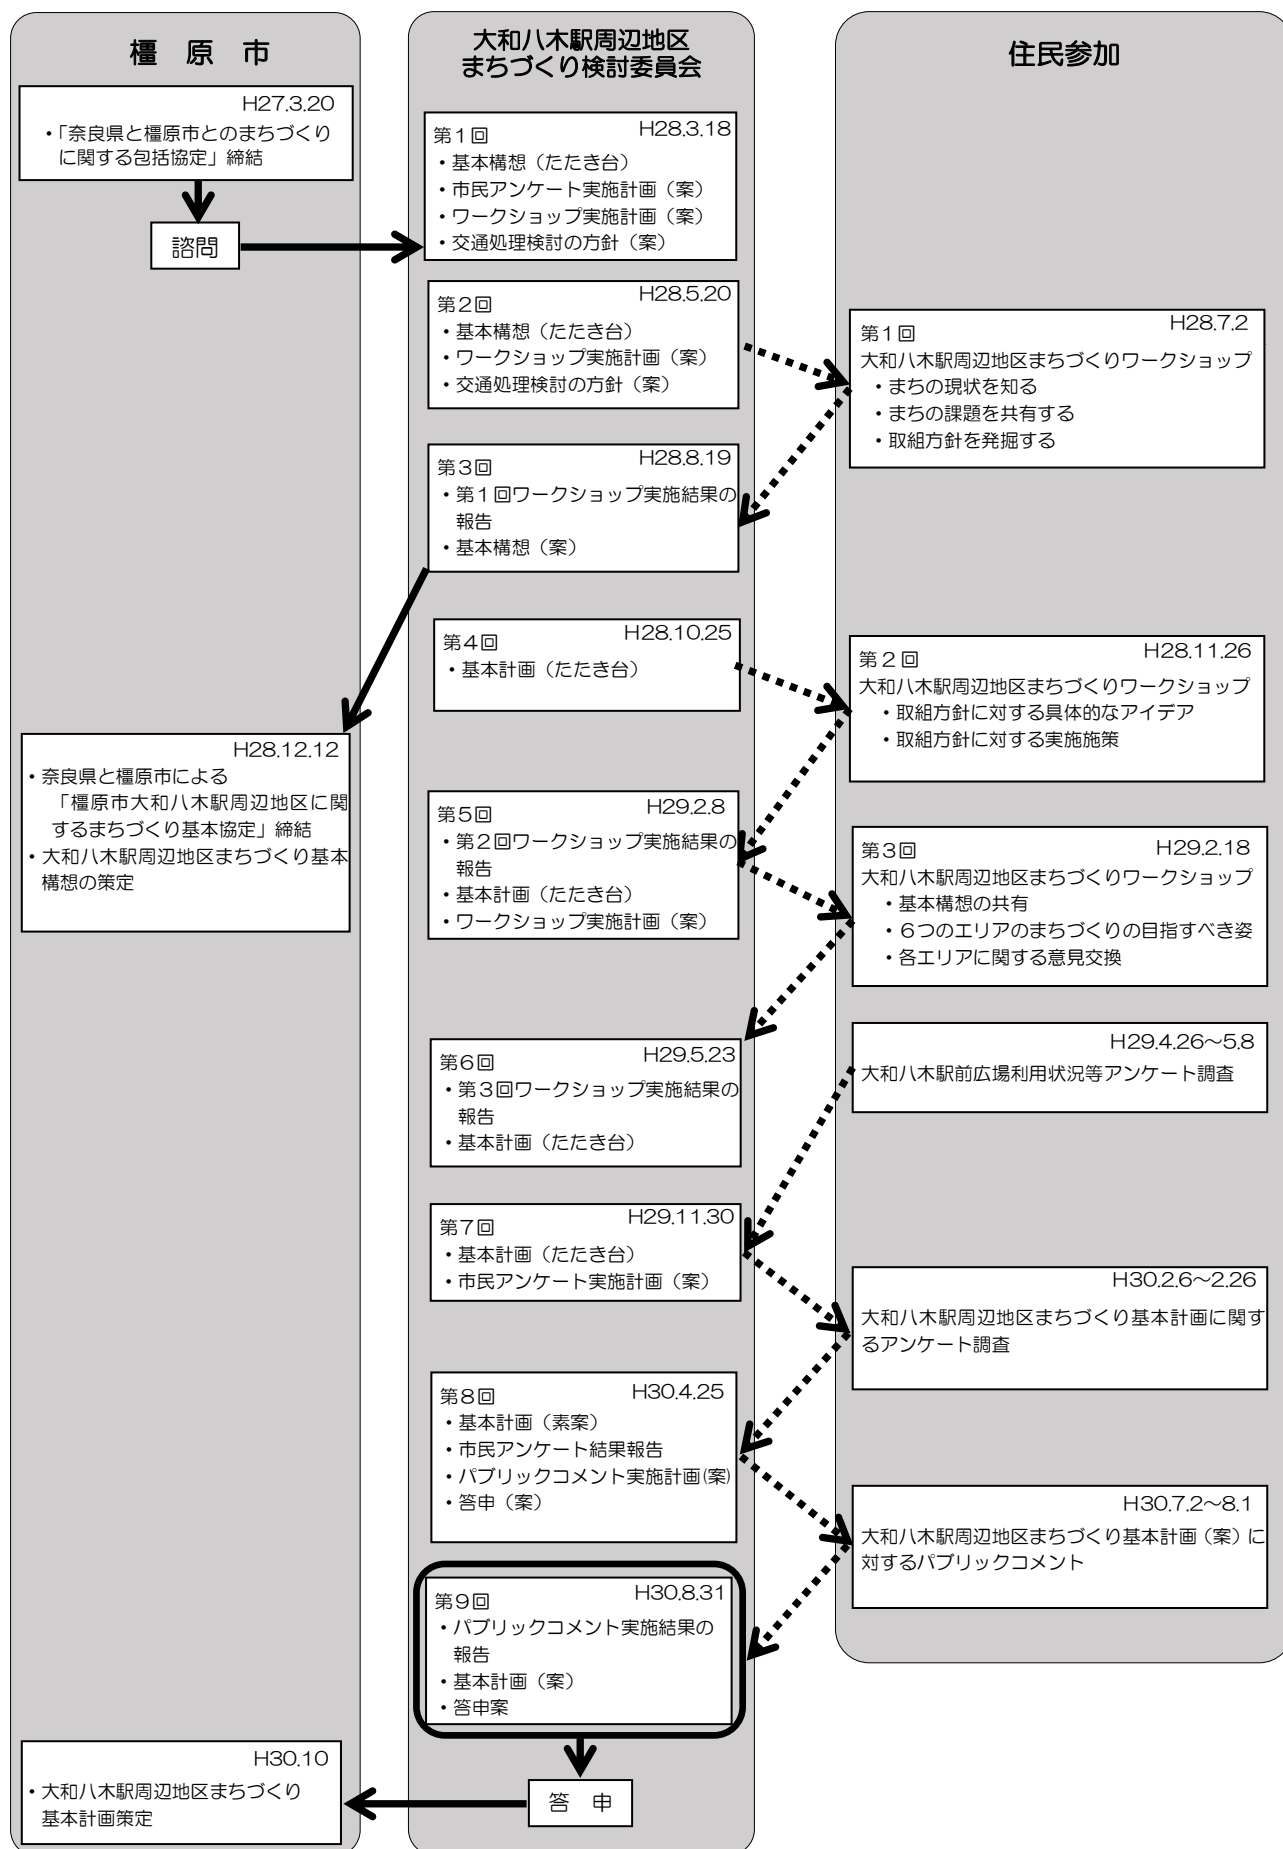 橿 原 市
H27.3.20
・「奈良県と橿原市とのまちづくり
に関する包括協定」締結
諮問
H28.12.12
・奈良県と橿原市による
「橿原市大和八木駅周辺地区に関
するまちづくり基本協定」締結
・大和八木駅周辺地区まちづくり基本
構想の策定
H30.10
・大和八木駅周辺地区まちづくり
基本計画策定
大和八木駅周辺地区
まちづくり検討委員会
第1回 H28.3.18
・基本構想（たたき台）
・市民アンケート実施計画（案）
・ワークショップ実施計画（案）
・交通処理検討の方針（案）
第2回 H28.5.20
・基本構想（たたき台）
・ワークショップ実施計画（案）
・交通処理検討の方針（案）
第3回 H28.8.19
・第1回ワークショップ実施結果の
報告
・基本構想（案）
第4回 H28.10.25
・基本計画（たたき台）
第5回 H29.2.8
・第2回ワークショップ実施結果の
報告
・基本計画（たたき台）
・ワークショップ実施計画（案）
第6回 H29.5.23
・第3回ワークショップ実施結果の
報告
・基本計画（たたき台）
第7回 H29.11.30
・基本計画（たたき台）
・市民アンケート実施計画（案）
第8回 H30.4.25
・基本計画（素案）
・市民アンケート結果報告
・パブリックコメント実施計画(案)
・答申（案）
第9回 H30.8.31
・パブリックコメント実施結果の
報告
・基本計画（案）
・答申案
答 申
住民参加
第1回 H28.7.2
大和八木駅周辺地区まちづくりワークショップ
・まちの現状を知る
・まちの課題を共有する
・取組方針を発掘する
第2回 H28.11.26
大和八木駅周辺地区まちづくりワークショップ
・取組方針に対する具体的なアイデア
・取組方針に対する実施施策
第3回 H29.2.18
大和八木駅周辺地区まちづくりワークショップ
・基本構想の共有
・6つのエリアのまちづくりの目指すべき姿
・各エリアに関する意見交換
H29.4.26～5.8
大和八木駅前広場利用状況等アンケート調査
H30.2.6～2.26
大和八木駅周辺地区まちづくり基本計画に関す
るアンケート調査
H30.7.2～8.1
大和八木駅周辺地区まちづくり基本計画（案）に
対するパブリックコメント